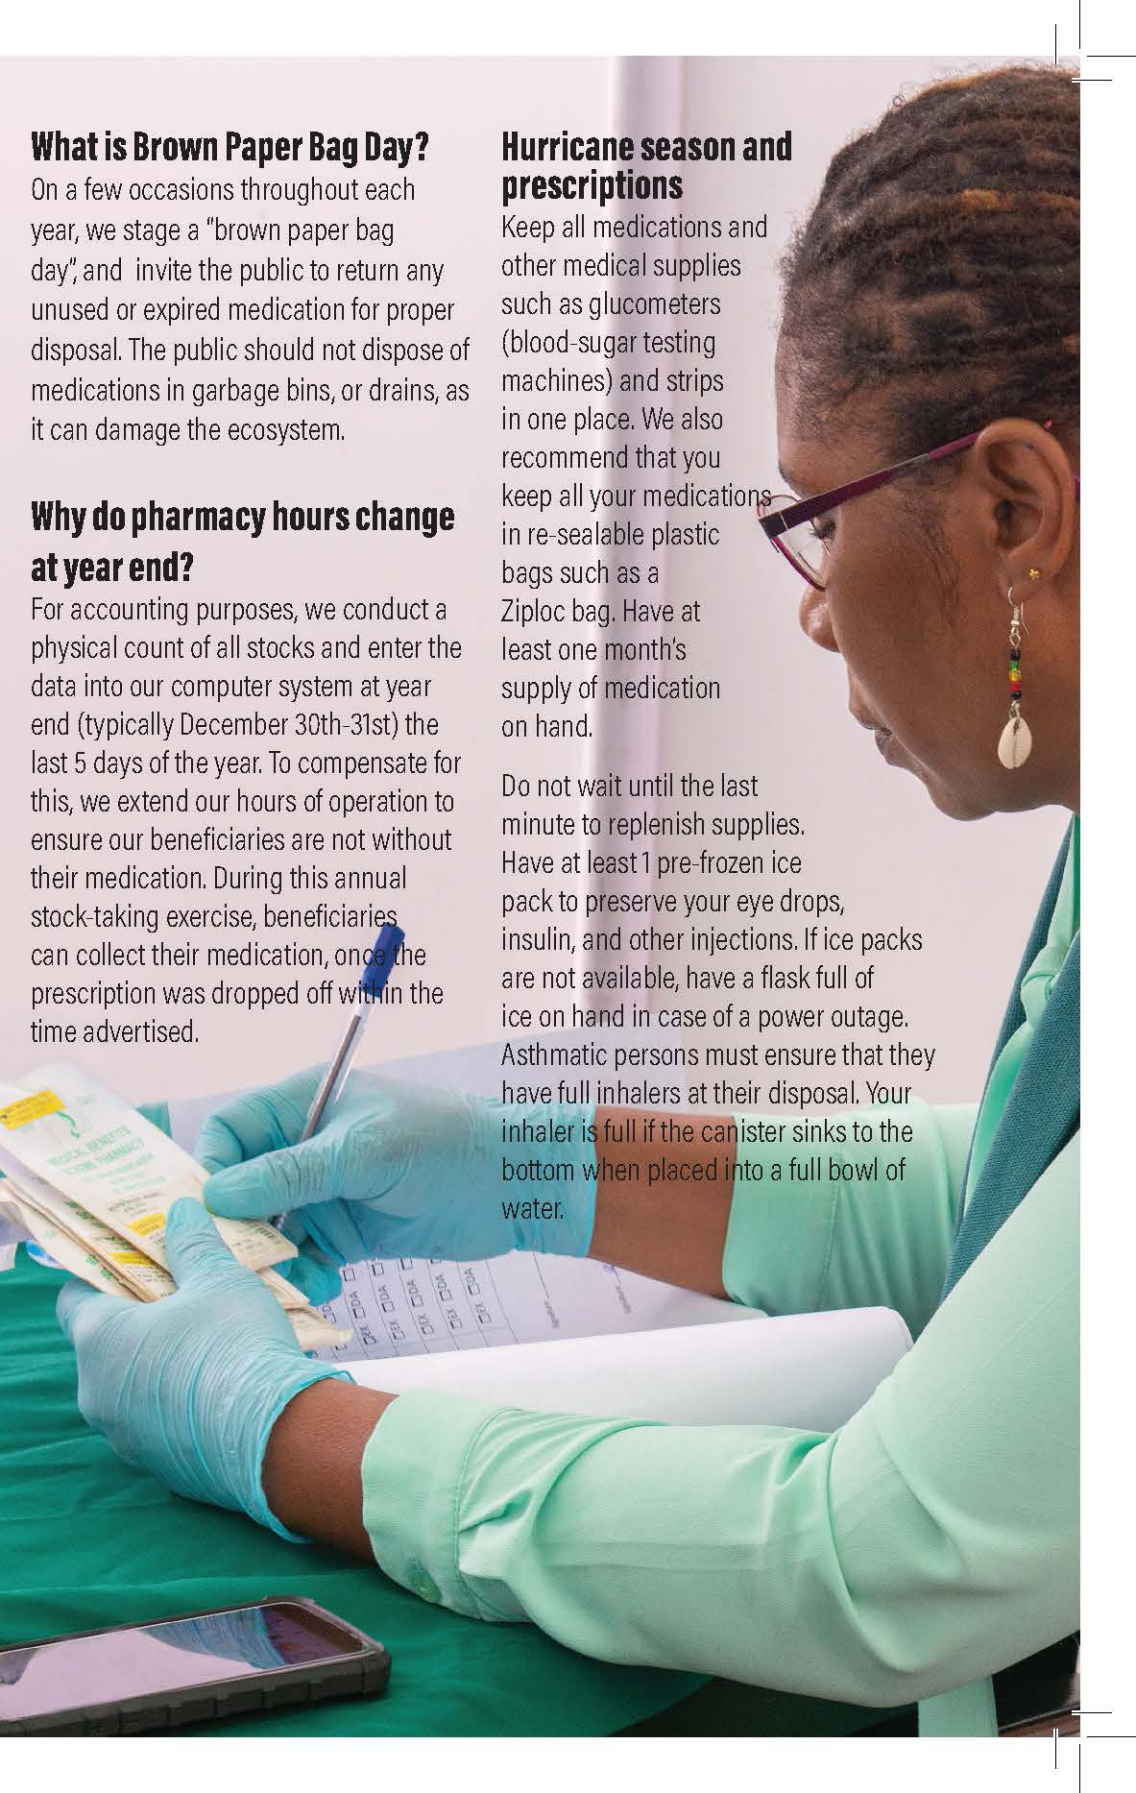 What is Brown Paper Bag Day?
On a few occasions throughout each
year, we stage a "brown paper bag
day", and invite the public to return any
unused or expired medication for proper
disposal. The public should not dispose of
medications in garbage bins, or drains, as
it can damage the ecosystem.
Why do pharmacy hours change
at year end?
For accounting purposes, we conduct a
physical count of all stocks and enter the
data into our computer system at year
end (typically December 30th-31st) the
last 5 days of the year. To compensate for
this, we extend our hours of operation to
ensure our beneficiaries are not without
their medication. During this annual
stock-taking exercise, beneficiaries
can collect their medication, once the
prescription was dropped off within the
time advertised.
Hurricane season and
prescriptions
Keep all medications and
other medical supplies
such as glucometers
(blood-sugar testing
machines) and strips
in one place. We also
recommend that you
keep all your medications
in re-sealable plastic
bags such as a
Ziploc bag. Have at
least one month's
supply of medication
on hand.
Do not wait until the last
minute to replenish supplies.
Have at least 1 pre-frozen ice
pack to preserve your eye drops,
insulin, and other injections. If ice packs
are not available, have a flask full of
ice on hand in case of a power outage.
Asthmatic persons must ensure that they
have full inhalers at their disposal. Your
inhaler is full if the canister sinks to the
bottom when placed into a full bowl of
water.
MEDICAL BENEFITS
SCHEME PHARMACY